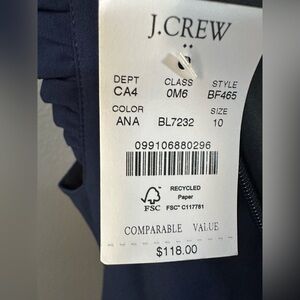 J.CREW
DEPT CLASS STYLE
CA4 0M6 BF465
COLOR SIZE
ANA BL7232 10
099106880296
FSC
RECYCLED
Paper
FSC® C117781
COMPARABLE VALUE
$118.00